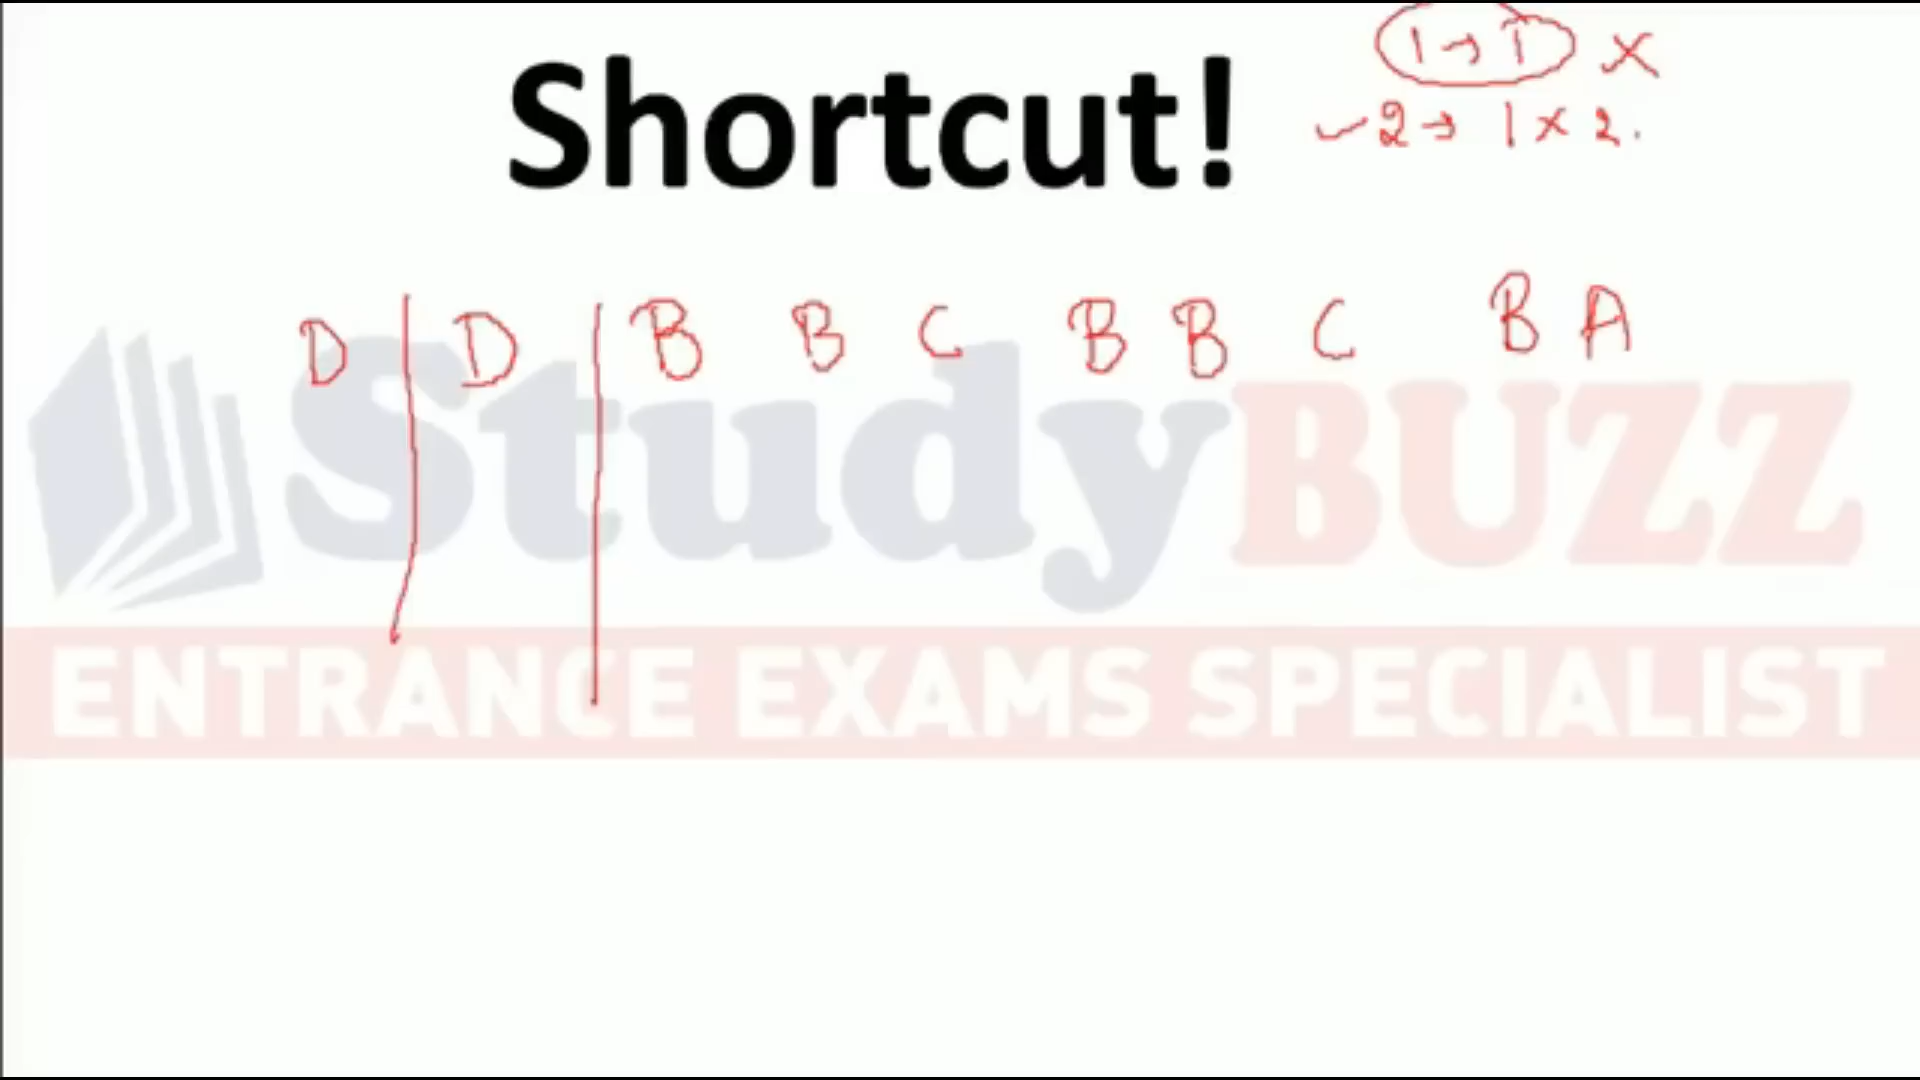 1 → 1 ×
Shortcut!
✓ 2 → 1 × 2.
D | D | B B C B B C B A
StudyBUZZ
ENTRANCE EXAMS SPECIALIST